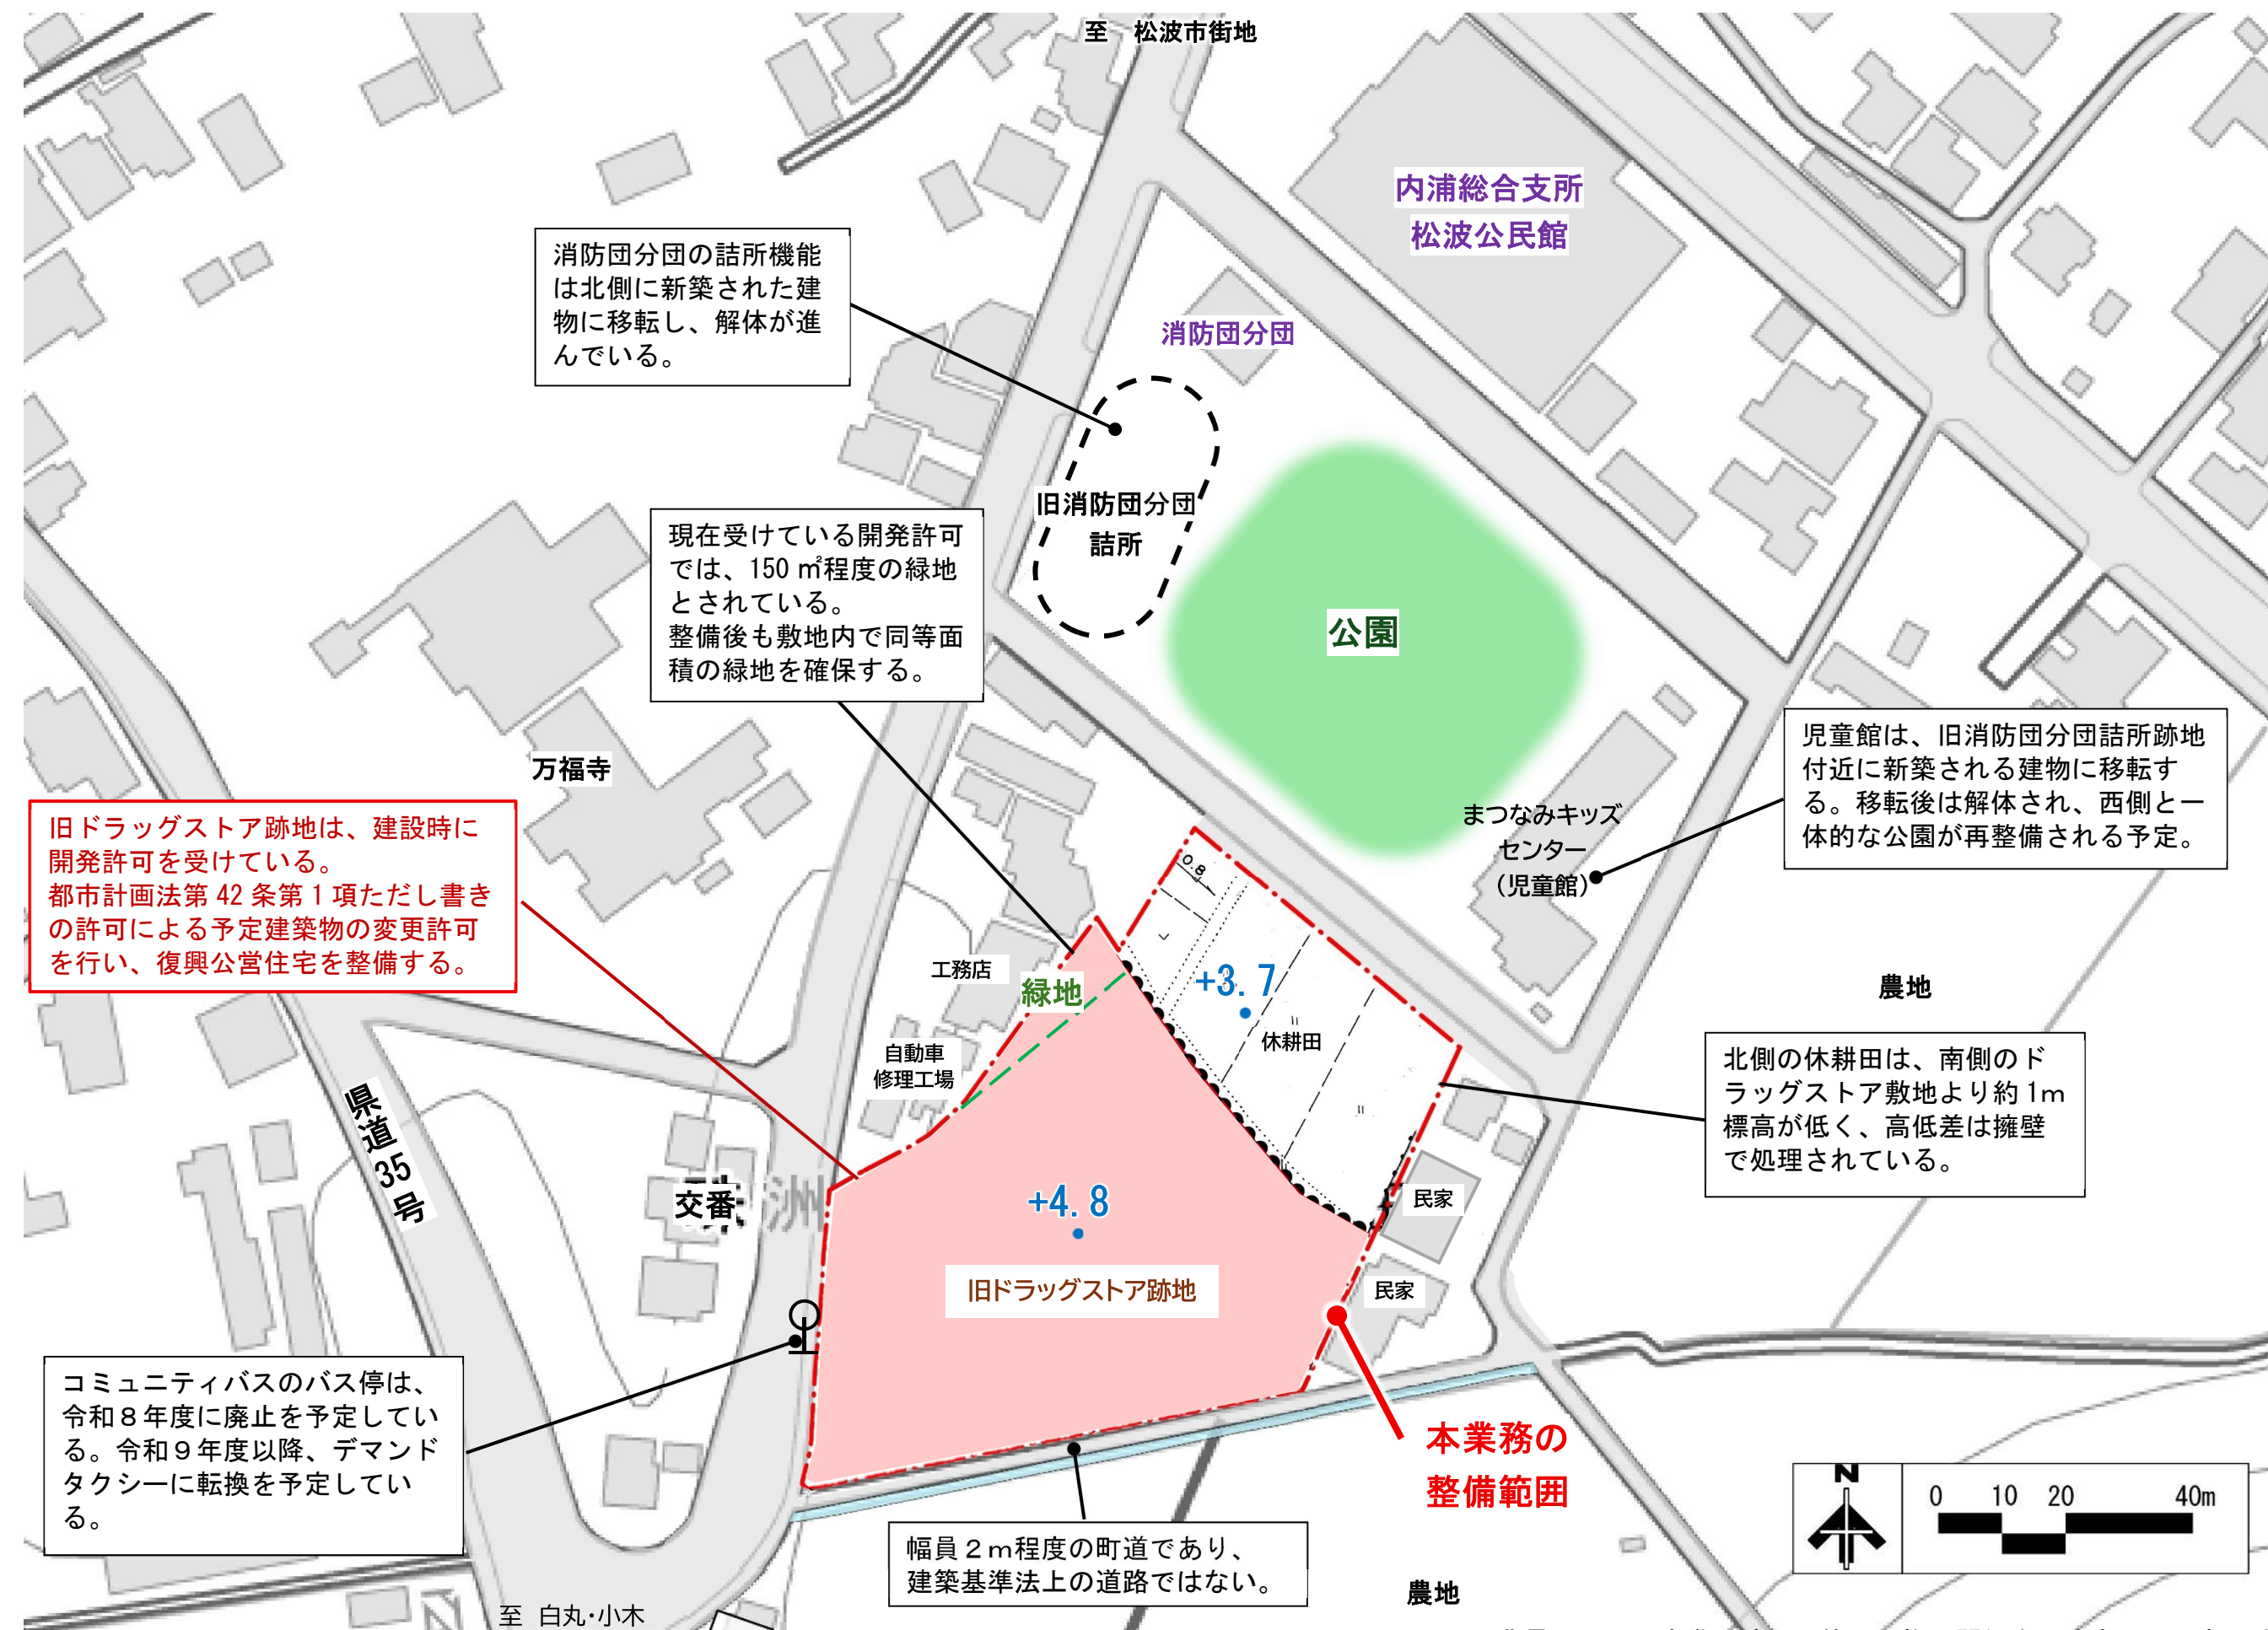 至　松波市街地
内浦総合支所
松波公民館
消防団分団の詰所機能
は北側に新築された建
物に移転し、解体が進
んでいる。
消防団分団
旧消防団分団
詰所
現在受けている開発許可
では、150 ㎡程度の緑地
とされている。
整備後も敷地内で同等面
積の緑地を確保する。
公園
万福寺
児童館は、旧消防団分団詰所跡地
付近に新築される建物に移転す
る。移転後は解体され、西側と一
体的な公園が再整備される予定。
まつなみキッズ
センター
（児童館）
旧ドラッグストア跡地は、建設時に
開発許可を受けている。
都市計画法第 42 条第１項ただし書き
の許可による予定建築物の変更許可
を行い、復興公営住宅を整備する。
0.8
工務店
緑地
+3.7
休耕田
農地
自動車
修理工場
北側の休耕田は、南側のド
ラッグストア敷地より約１ｍ
標高が低く、高低差は擁壁
で処理されている。
県道35号
交番
洲
+4.8
民家
旧ドラッグストア跡地
民家
コミュニティバスのバス停は、
令和８年度に廃止を予定してい
る。令和９年度以降、デマンド
タクシーに転換を予定してい
る。
本業務の
整備範囲
N
0 10 20 40m
幅員２ｍ程度の町道であり、
建築基準法上の道路ではない。
農地
至　白丸・小木